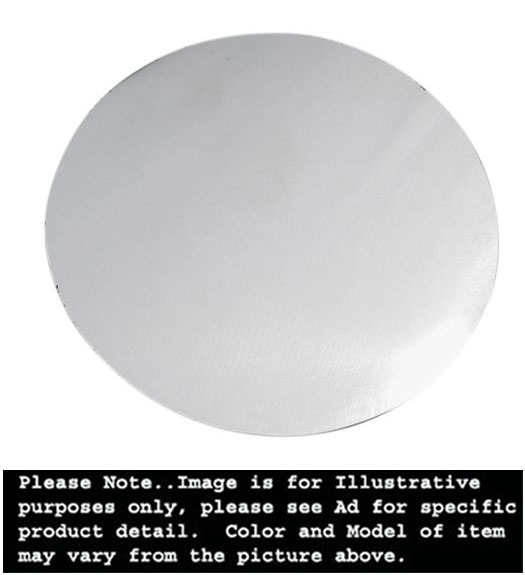 Please Note..Image is for Illustrative
purposes only, please see Ad for specific
product detail.  Color and Model of item
may vary from the picture above.